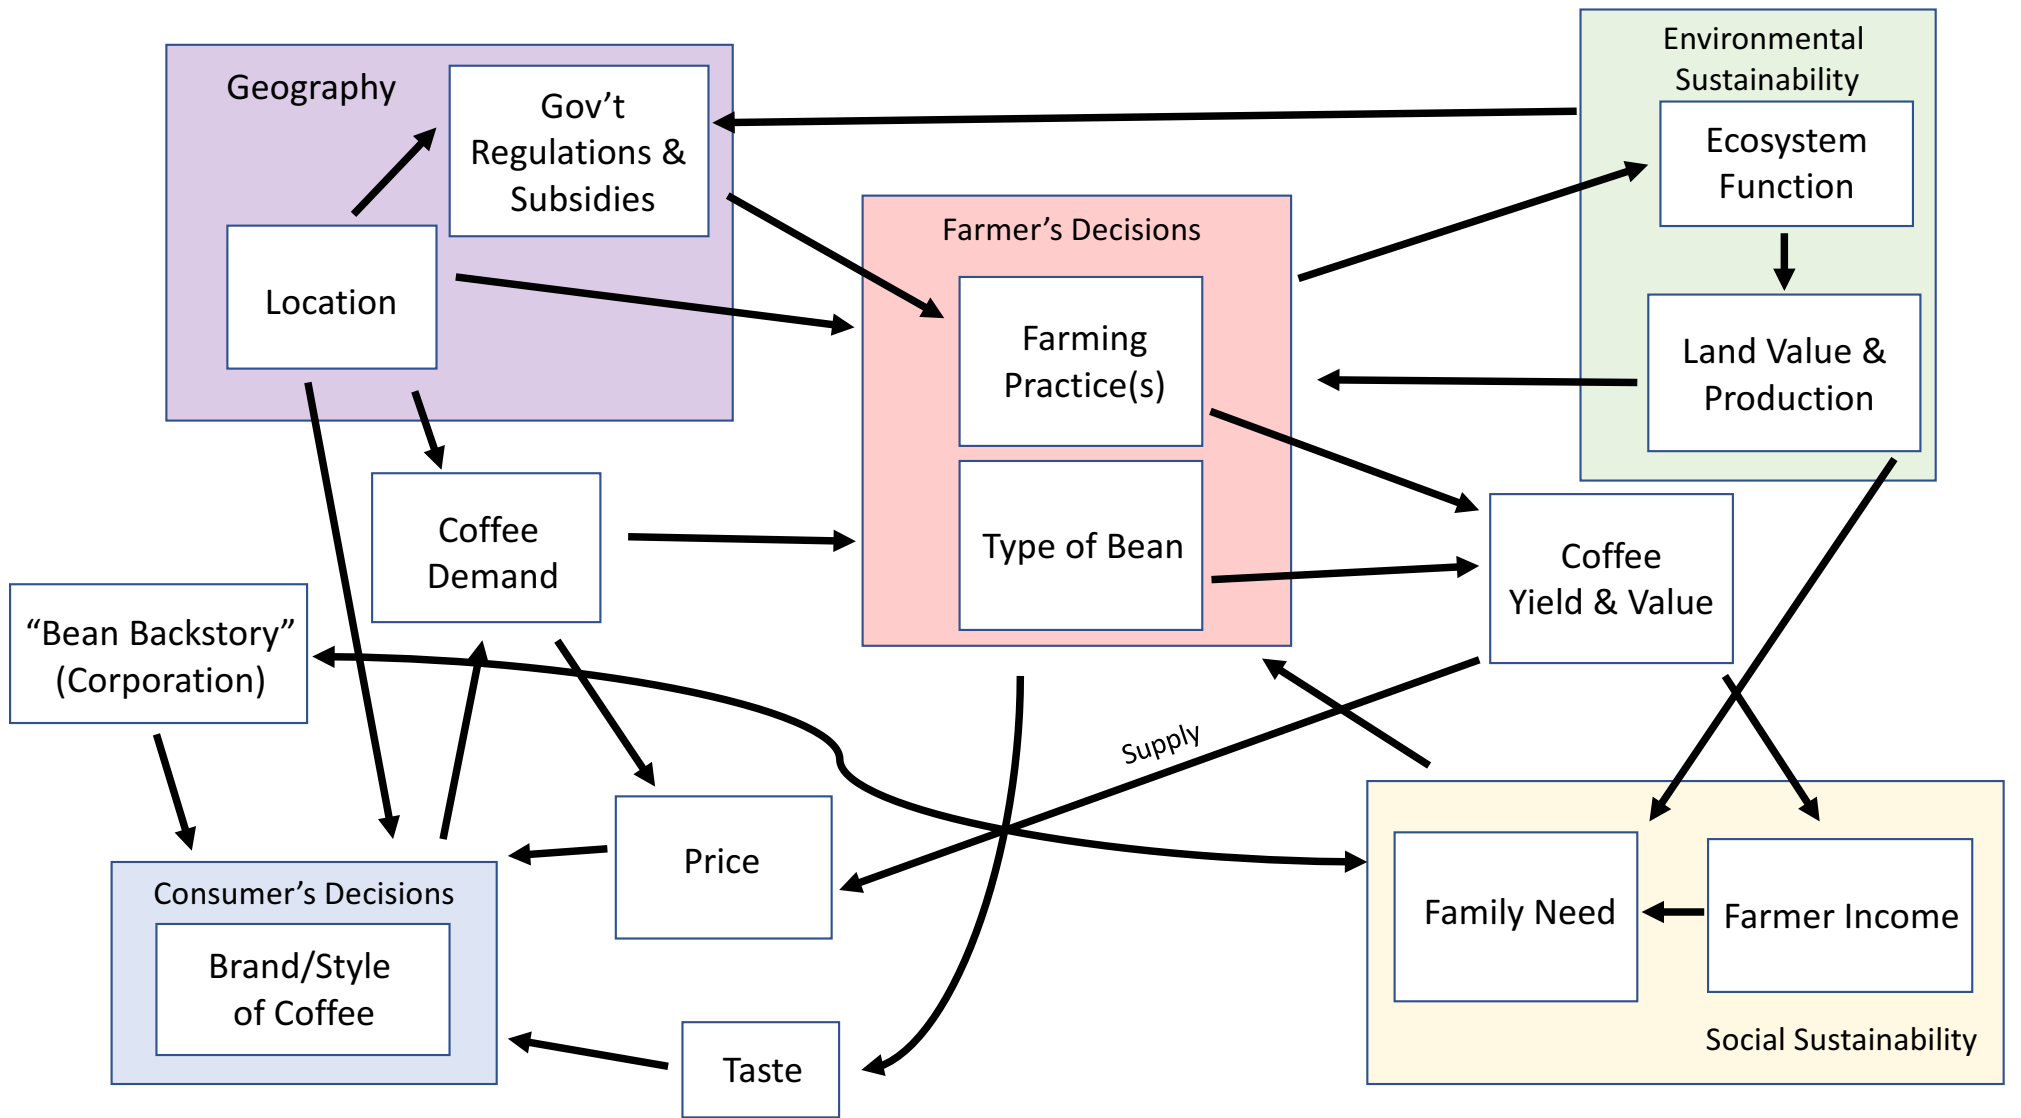 Geography
Gov’t
Regulations &
Subsidies
Location
Environmental
Sustainability
Ecosystem
Function
Land Value &
Production
Farmer’s Decisions
Farming
Practice(s)
Type of Bean
Coffee
Demand
Coffee
Yield & Value
“Bean Backstory”
(Corporation)
Supply
Price
Consumer’s Decisions
Brand/Style
of Coffee
Taste
Family Need
Farmer Income
Social Sustainability